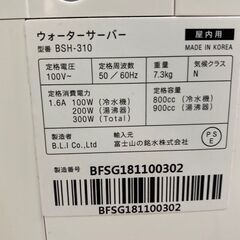 ウォーターサーバー
屋内用
型番 BSH-310
MADE IN KOREA
定格電圧 定格周波数 重量 気候クラス
100V~ 50／60Hz 7.3kg N
定格電流／定格消費電力 定格内容量
1.6A 100W (冷水機) 800cc (冷水機)
200W (湯沸器) 900cc (湯沸器)
300W (Total)
製造者 輸入元
B.L.I Co.,Ltd 富士山の銘水株式会社
PSE
製造番号
BFSG181100302
BFSG181100302